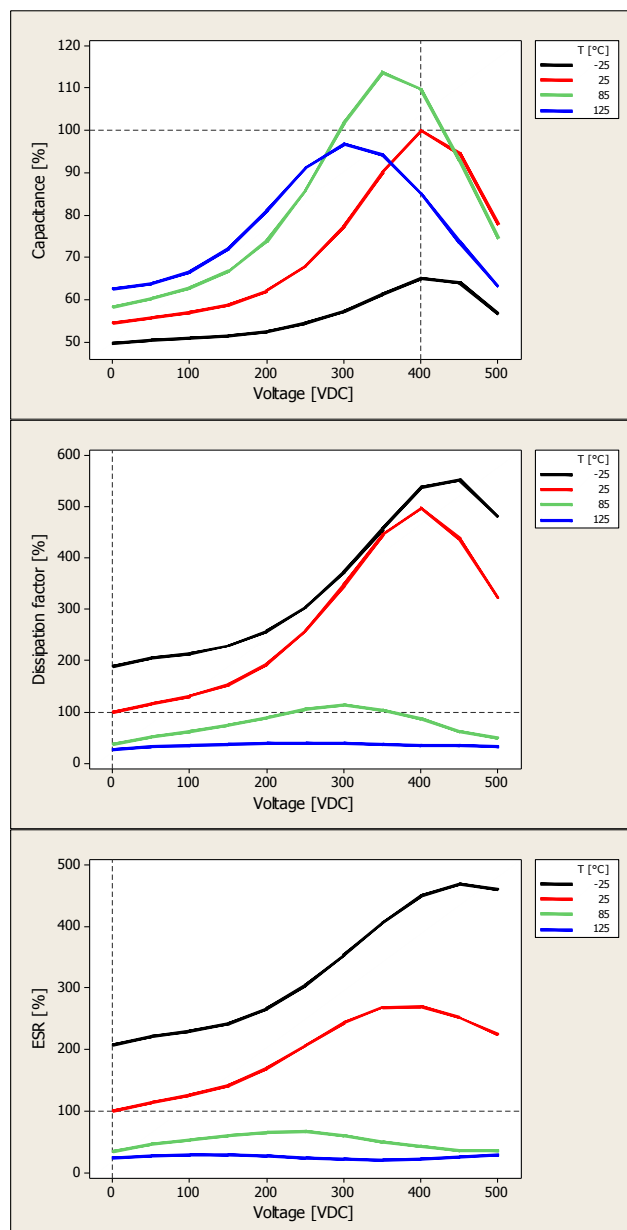 120
110
100
90
80
70
60
50
Capacitance [%]
0 100 200 300 400 500
Voltage [VDC]
T [°C]
-25
25
85
125
600
500
400
300
200
100
0
Dissipation factor [%]
0 100 200 300 400 500
Voltage [VDC]
T [°C]
-25
25
85
125
500
400
300
200
100
0
ESR [%]
0 100 200 300 400 500
Voltage [VDC]
T [°C]
-25
25
85
125